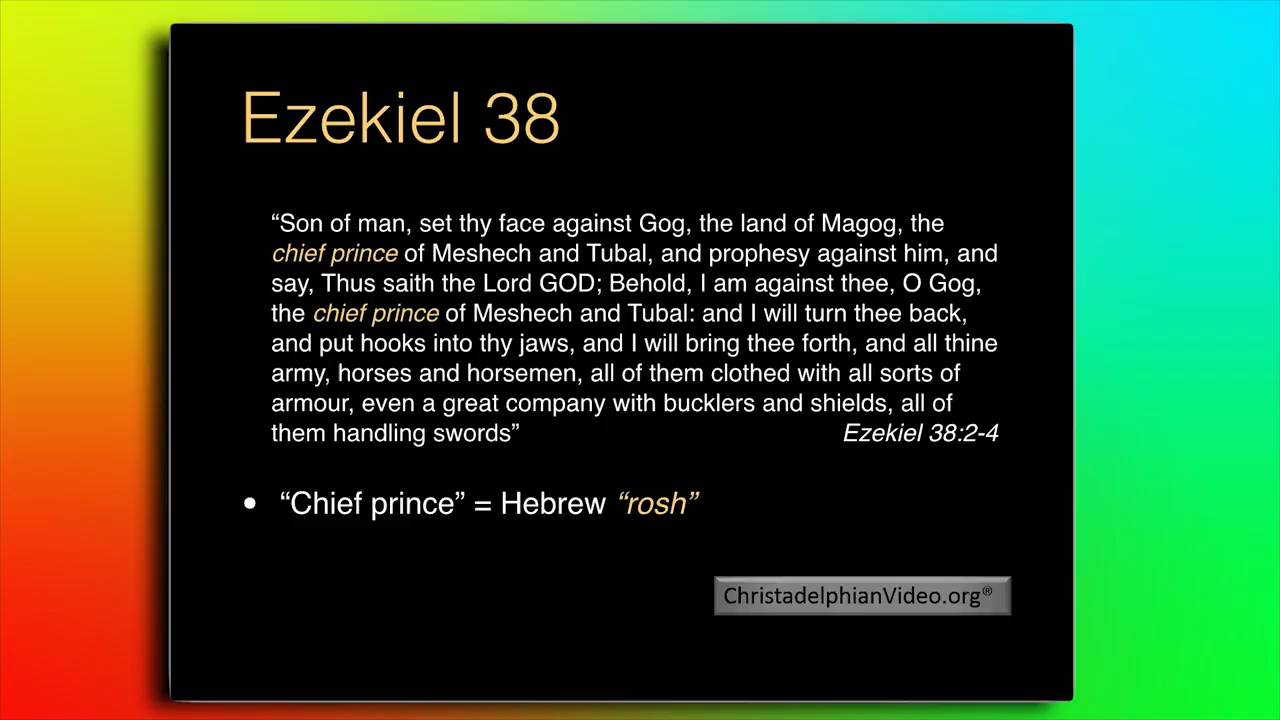 Ezekiel 38
“Son of man, set thy face against Gog, the land of Magog, the
chief prince of Meshech and Tubal, and prophesy against him, and
say, Thus saith the Lord GOD; Behold, I am against thee, O Gog,
the chief prince of Meshech and Tubal: and I will turn thee back,
and put hooks into thy jaws, and I will bring thee forth, and all thine
army, horses and horsemen, all of them clothed with all sorts of
armour, even a great company with bucklers and shields, all of
them handling swords” Ezekiel 38:2-4
• “Chief prince” = Hebrew “rosh”
ChristadelphianVideo.org®